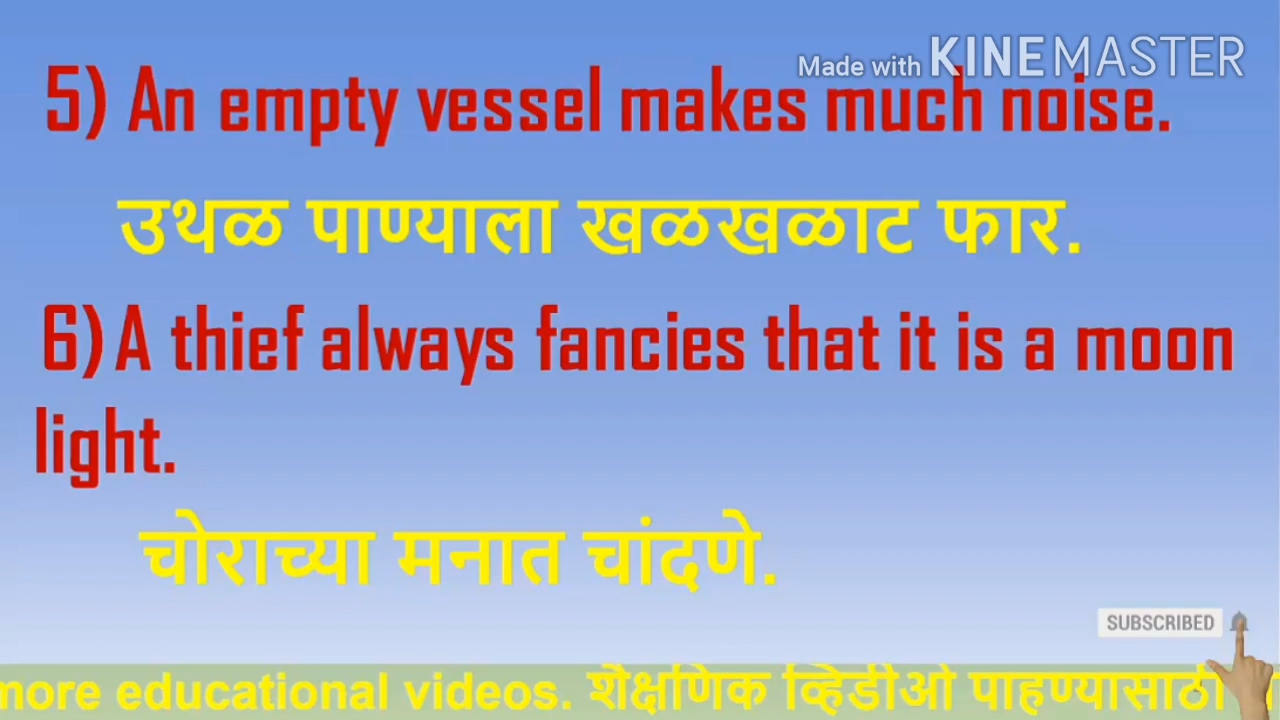 Made with KINEMASTER
5) An empty vessel makes much noise.
उथळ पाण्याला खळखळाट फार.
6) A thief always fancies that it is a moon
light.
चोराच्या मनात चांदणे.
SUBSCRIBED
more educational videos. शैक्षणिक व्हिडीओ पाहण्यासाठी